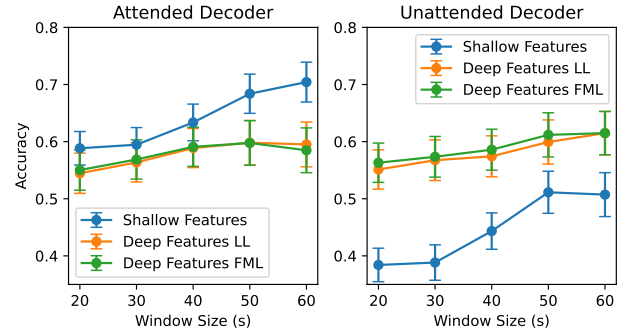 Attended Decoder
0.8
0.7
0.6
0.5
0.4
Accuracy
Shallow Features
Deep Features LL
Deep Features FML
20 30 40 50 60
Window Size (s)
Unattended Decoder
0.8
0.7
0.6
0.5
0.4
Shallow Features
Deep Features LL
Deep Features FML
20 30 40 50 60
Window Size (s)